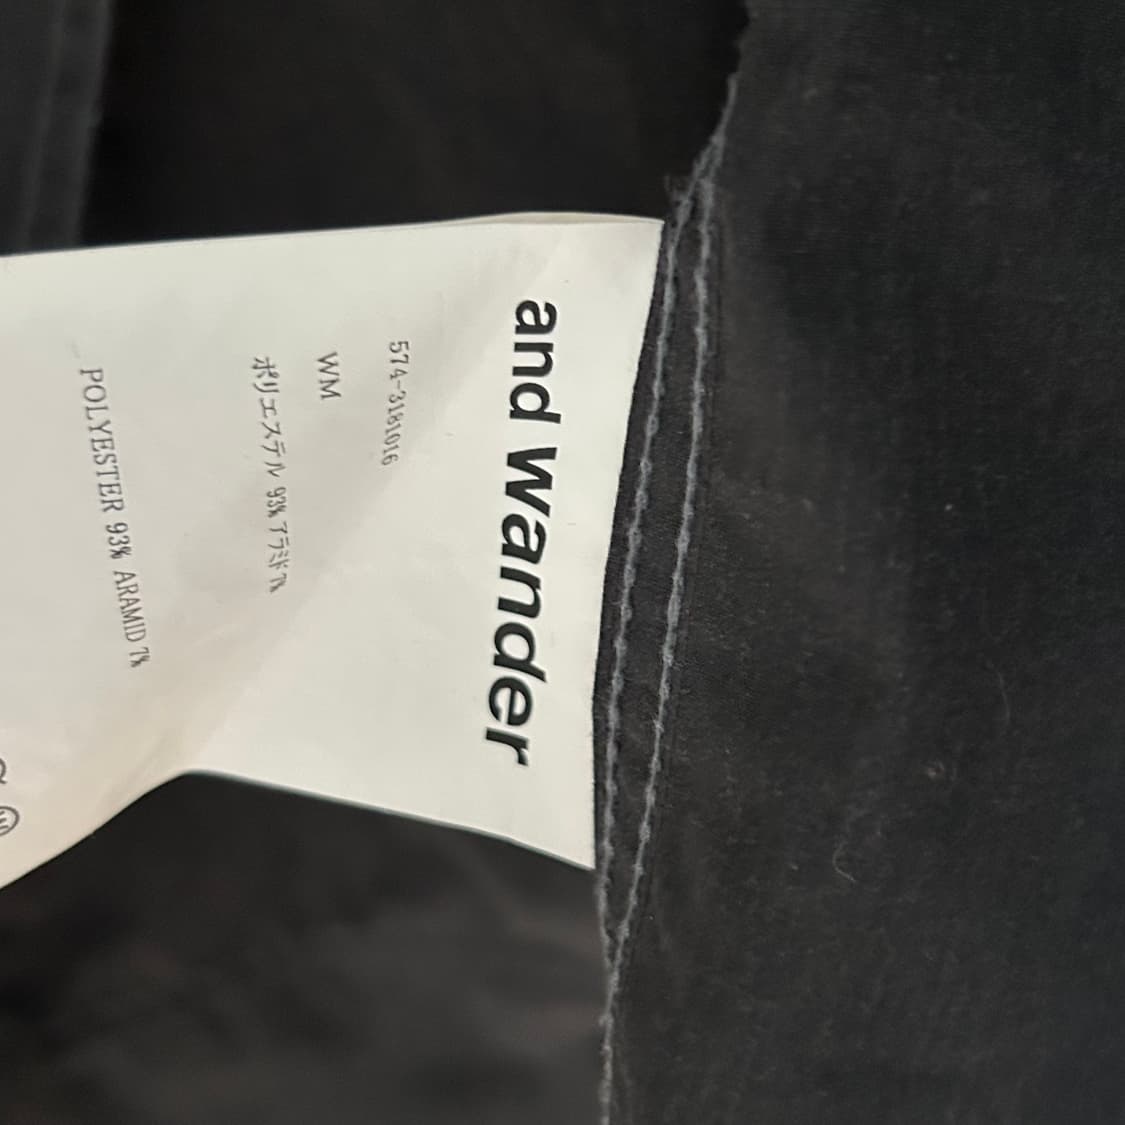 and wander
574-3181016
WM
ポリエステル 93% アラミド 7%
POLYESTER 93% ARAMID 7%